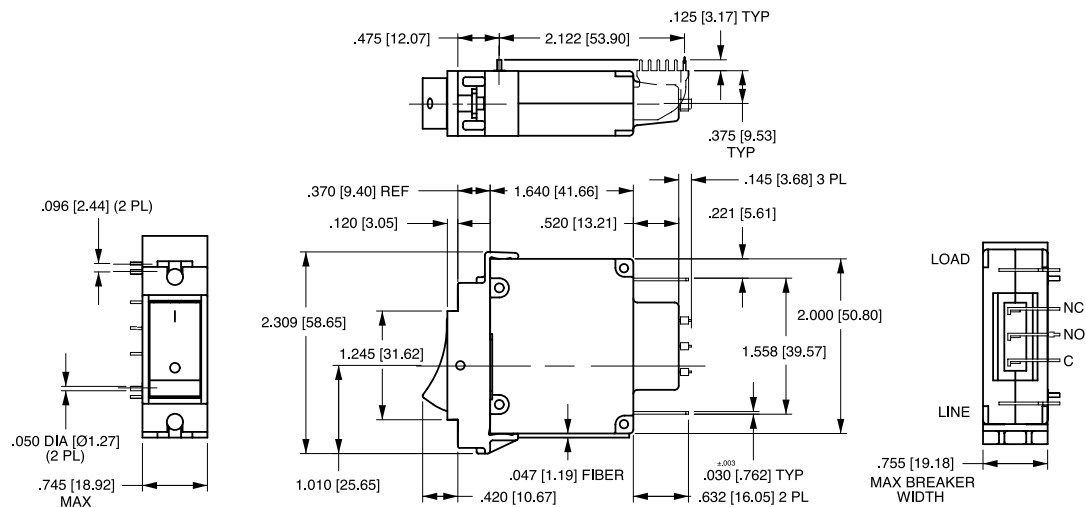 .125 [3.17] TYP
.475 [12.07]
2.122 [53.90]
.375 [9.53]
TYP
.370 [9.40] REF
1.640 [41.66]
.145 [3.68] 3 PL
.096 [2.44] (2 PL)
.120 [3.05]
.520 [13.21]
.221 [5.61]
LOAD
NC
NO
C
LINE
I
O
2.309 [58.65]
1.245 [31.62]
2.000 [50.80]
1.558 [39.57]
.050 DIA [Ø1.27]
(2 PL)
.745 [18.92]
MAX
1.010 [25.65]
.047 [1.19] FIBER
.420 [10.67]
±.003
.030 [.762] TYP
.632 [16.05] 2 PL
.755 [19.18]
MAX BREAKER
WIDTH